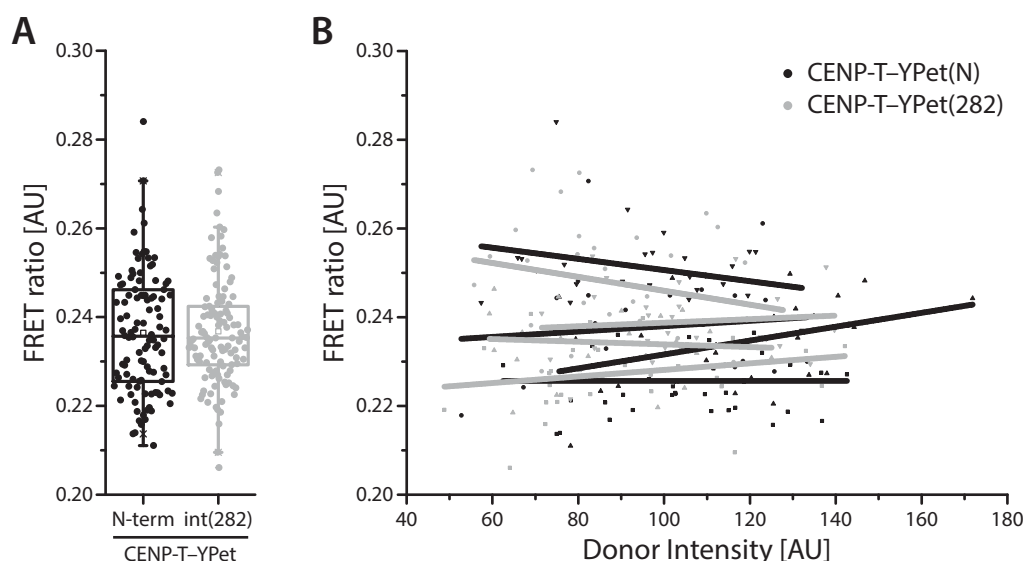 A
FRET ratio [AU]
0.30
0.28
0.26
0.24
0.22
0.20
N-term int(282)
CENP-T–YPet
B
FRET ratio [AU]
0.30
0.28
0.26
0.24
0.22
0.20
CENP-T–YPet(N)
CENP-T–YPet(282)
40 60 80 100 120 140 160 180
Donor Intensity [AU]